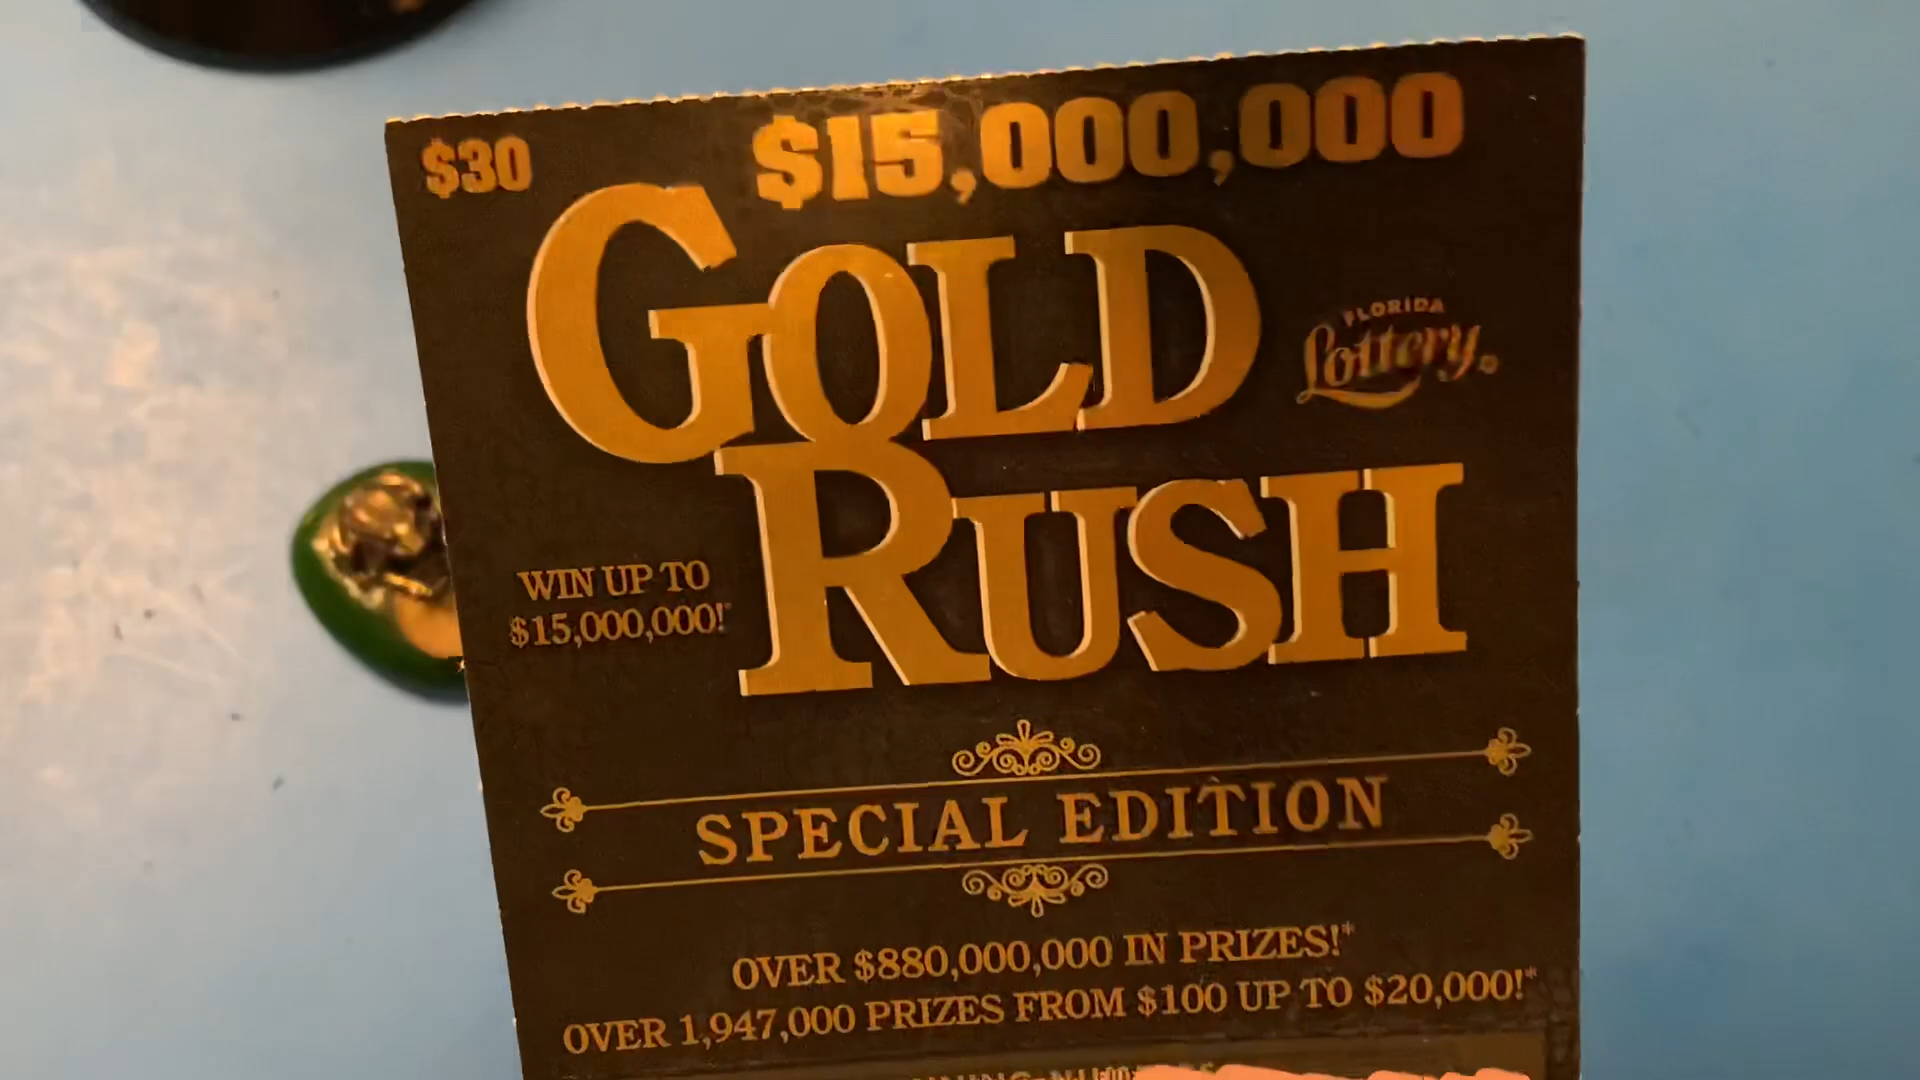 $30
$15,000,000
GOLD
FLORIDA
Lottery
RUSH
WIN UP TO
$15,000,000!*
SPECIAL EDITION
OVER $880,000,000 IN PRIZES!*
OVER 1,947,000 PRIZES FROM $100 UP TO $20,000!*